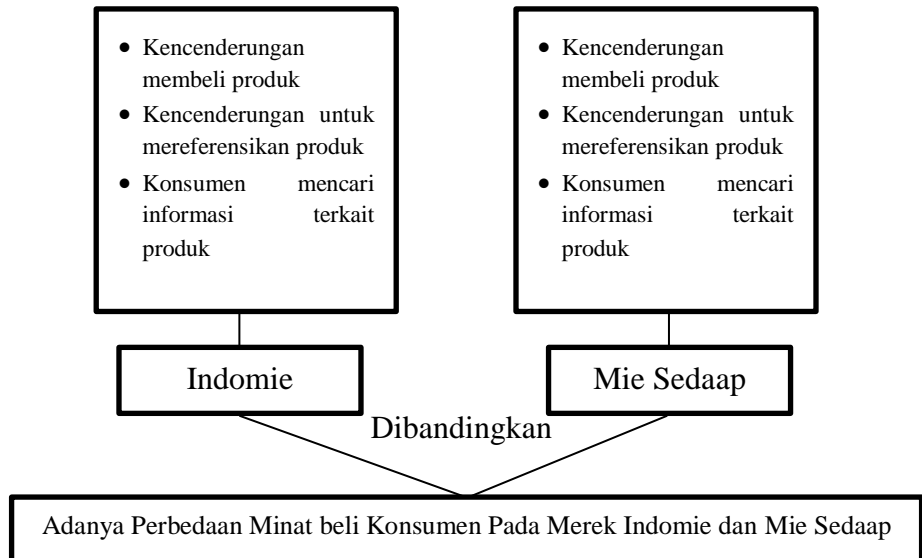 • Kencenderungan
membeli produk
• Kencenderungan untuk
mereferensikan produk
• Konsumen mencari
informasi terkait
produk
• Kencenderungan
membeli produk
• Kencenderungan untuk
mereferensikan produk
• Konsumen mencari
informasi terkait
produk
Indomie
Mie Sedaap
Dibandingkan
Adanya Perbedaan Minat beli Konsumen Pada Merek Indomie dan Mie Sedaap